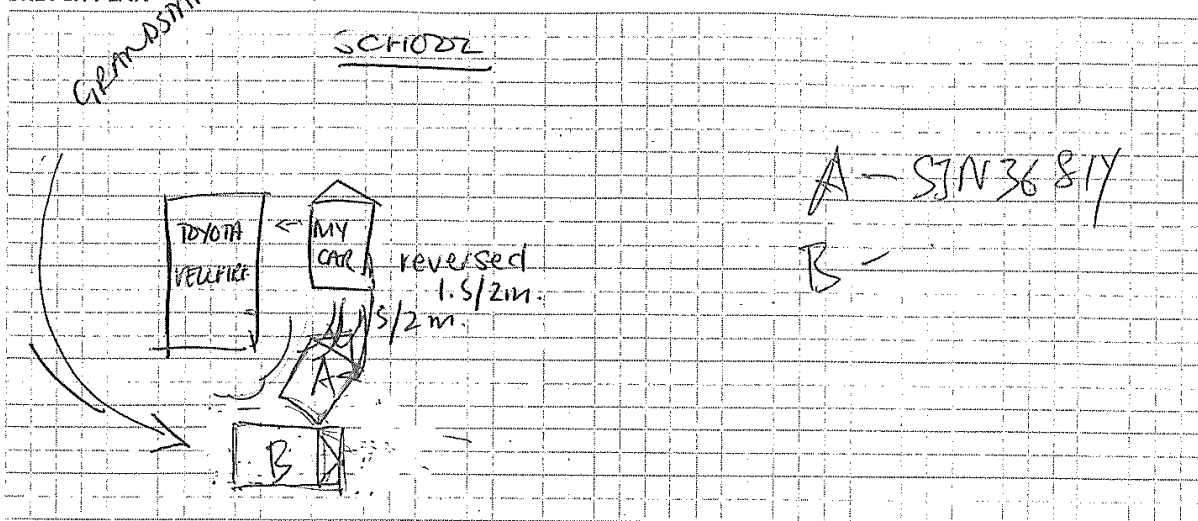 SCHOOL
A - SJN3681Y
TOYOTA
VELLFIRE
← MY
CAR
reversed
1.5/2m.
5/2m.
B -
A
B